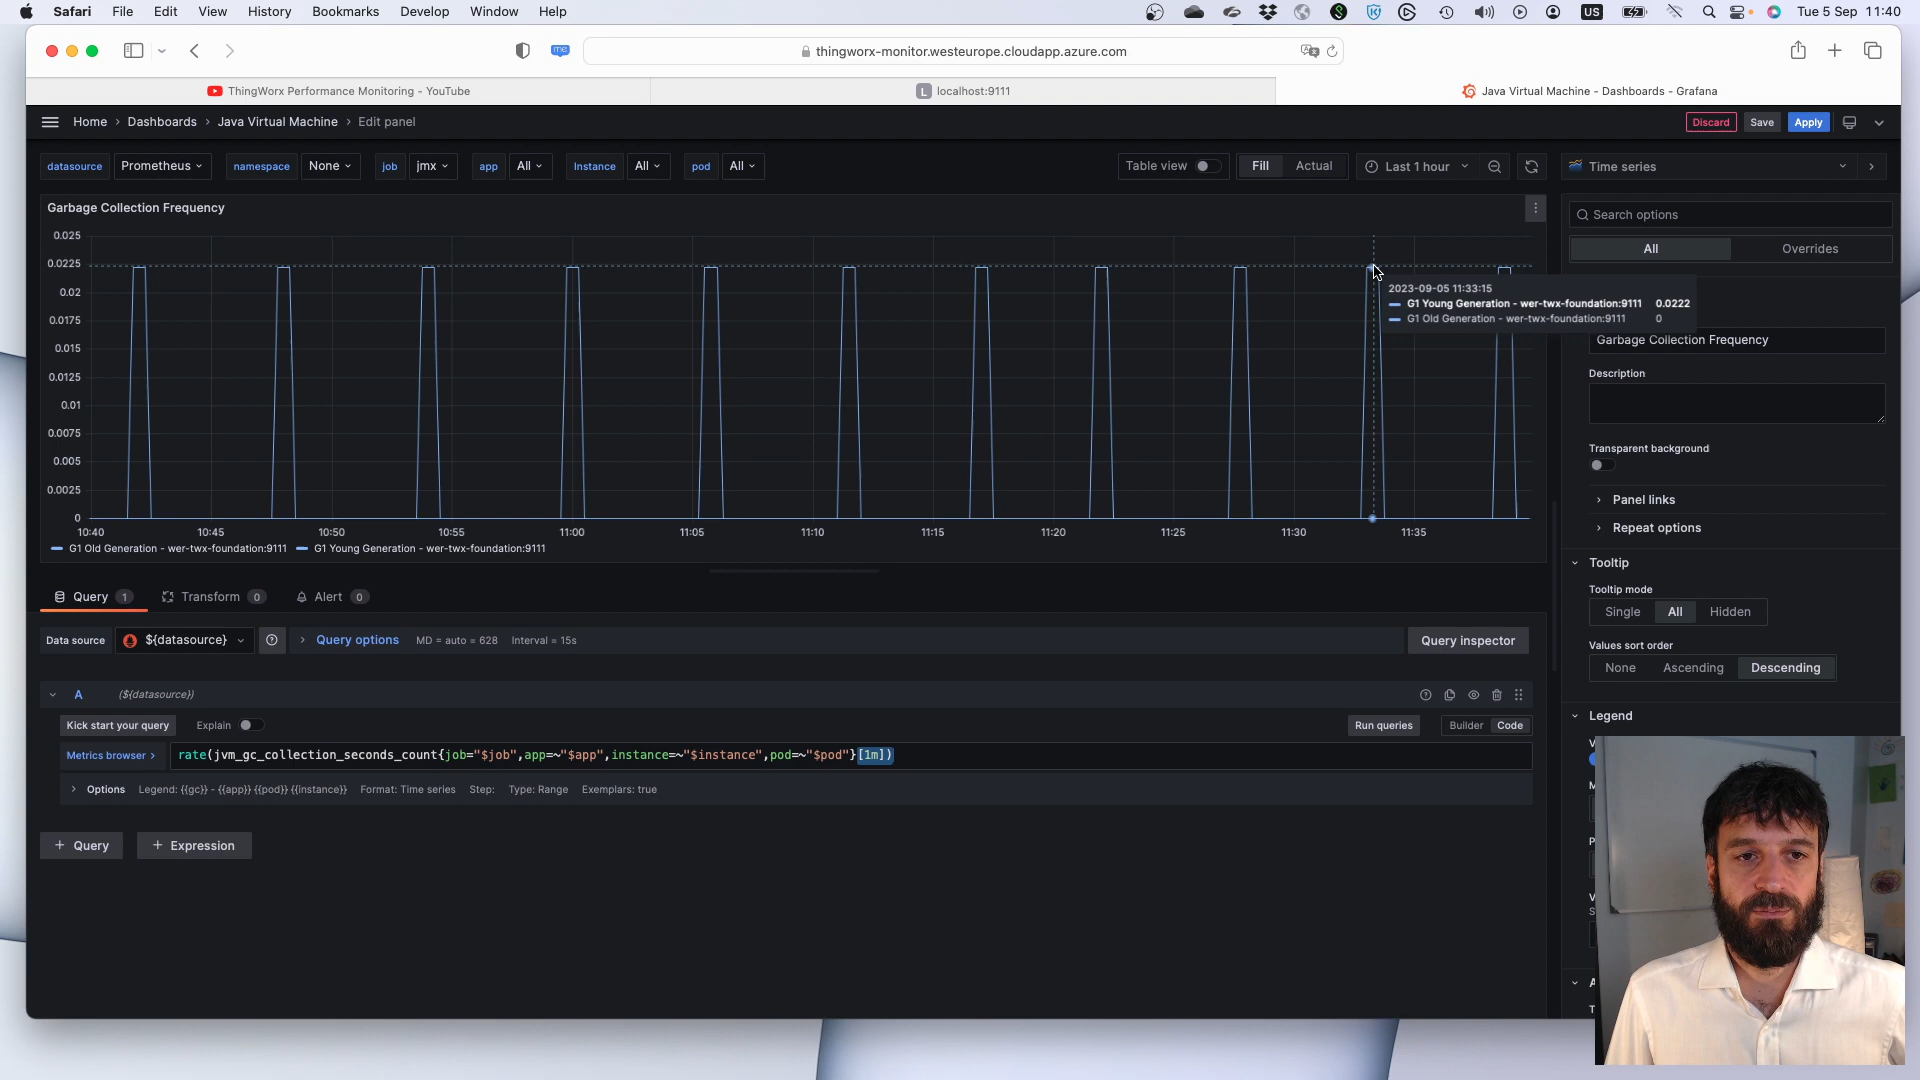 Safari File Edit View History Bookmarks Develop Window Help US Tue 5 Sep 11:40
me thingworx-monitor.westeurope.cloudapp.azure.com
ThingWorx Performance Monitoring - YouTube L localhost:9111 Java Virtual Machine - Dashboards - Grafana
Home › Dashboards › Java Virtual Machine › Edit panel Discard Save Apply
datasource Prometheus namespace None job jmx app All Instance All pod All Table view Fill Actual Last 1 hour Time series
Garbage Collection Frequency
Search options
All Overrides
0.025
0.0225
0.02
0.0175
0.015
0.0125
0.01
0.0075
0.005
0.0025
0
10:40 10:45 10:50 10:55 11:00 11:05 11:10 11:15 11:20 11:25 11:30 11:35
G1 Old Generation - wer-twx-foundation:9111 G1 Young Generation - wer-twx-foundation:9111
2023-09-05 11:33:15
G1 Young Generation - wer-twx-foundation:9111 0.0222
G1 Old Generation - wer-twx-foundation:9111 0
Garbage Collection Frequency
Description
Transparent background
Panel links
Repeat options
Tooltip
Tooltip mode
Single All Hidden
Values sort order
None Ascending Descending
Legend
Query 1 Transform 0 Alert 0
Data source ${datasource} Query options MD = auto = 628 Interval = 15s Query inspector
A (${datasource})
Kick start your query Explain Run queries Builder Code
Metrics browser > rate(jvm_gc_collection_seconds_count{job="$job",app=~"$app",instance=~"$instance",pod=~"$pod"}[1m])
Options Legend: {{gc}} - {{app}} {{pod}} {{instance}} Format: Time series Step: Type: Range Exemplars: true
+ Query + Expression